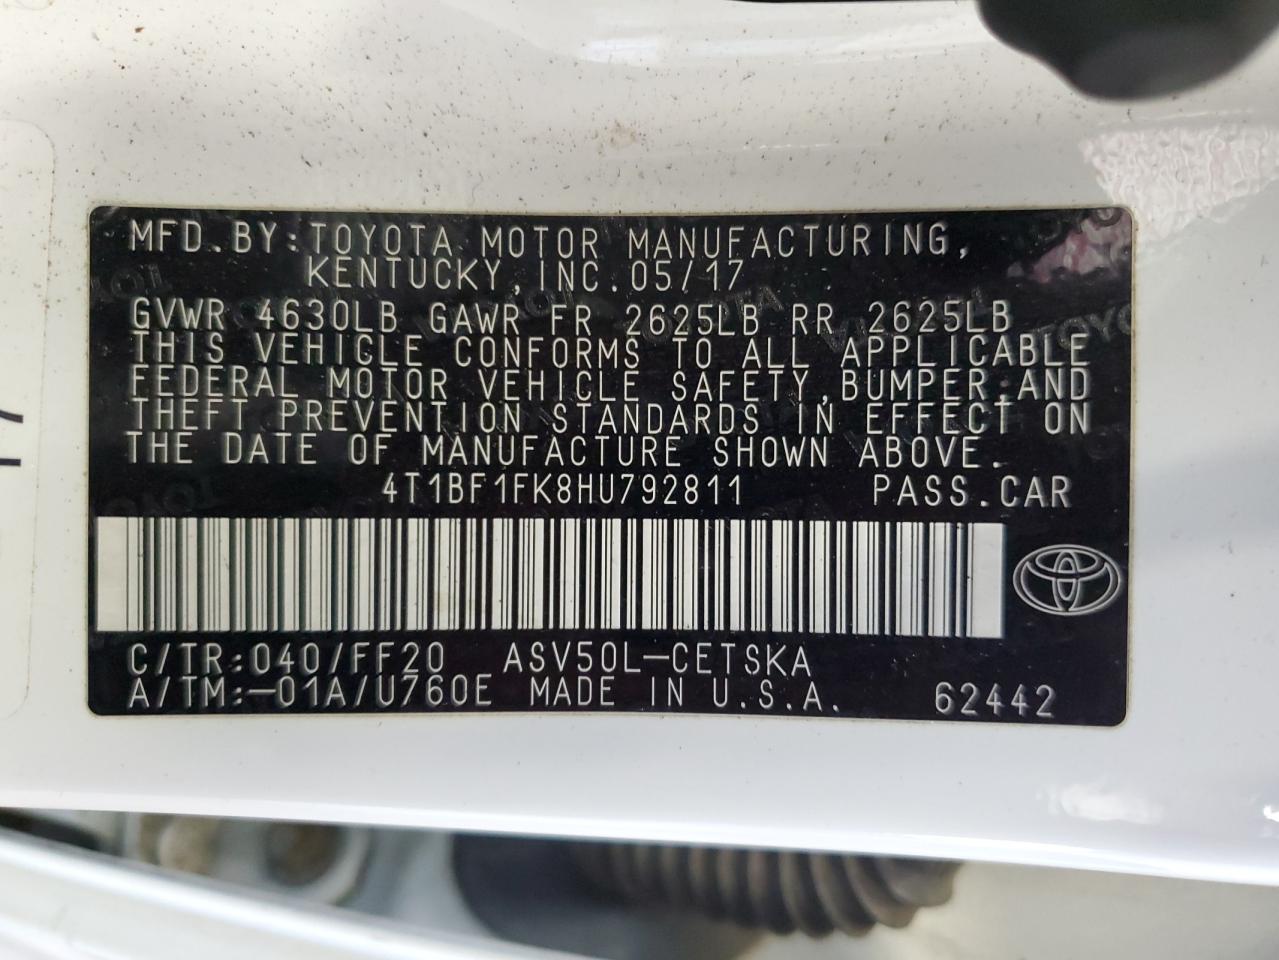 MFD.BY:TOYOTA MOTOR MANUFACTURING,
KENTUCKY,INC.05/17
GVWR 4630LB GAWR FR 2625LB RR 2625LB
THIS VEHICLE CONFORMS TO ALL APPLICABLE
FEDERAL MOTOR VEHICLE SAFETY,BUMPER,AND
THEFT PREVENTION STANDARDS IN EFFECT ON
THE DATE OF MANUFACTURE SHOWN ABOVE.
4T1BF1FK8HU792811 PASS.CAR
C/TR:040/FF20 ASV50L-CETSKA
A/TM:-01A/U760E MADE IN U.S.A. 62442